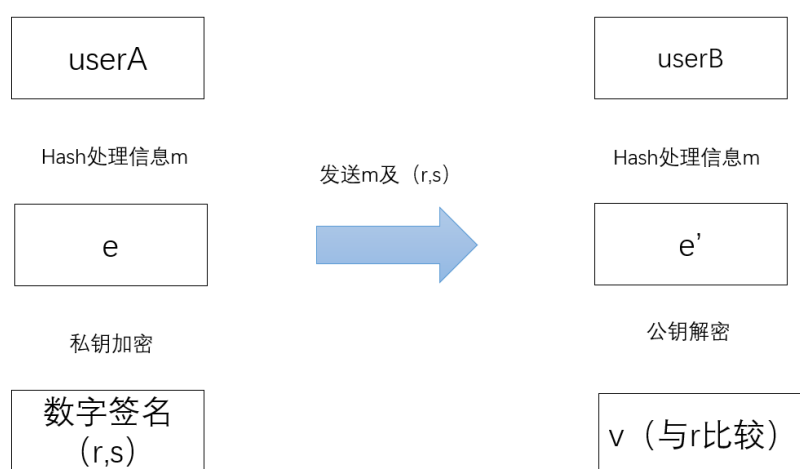 userA
userB
Hash处理信息m
Hash处理信息m
发送m及（r,s）
e
e’
私钥加密
公钥解密
数字签名
（r,s）
v（与r比较）